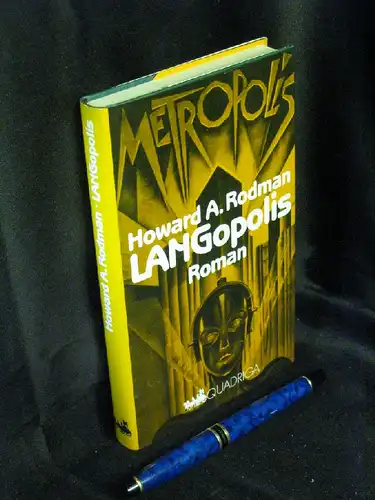 METROPOLIS
Howard A. Rodman
LANGopolis
Roman
QUADRIGA
Howard A. Rodman - LANGopolis